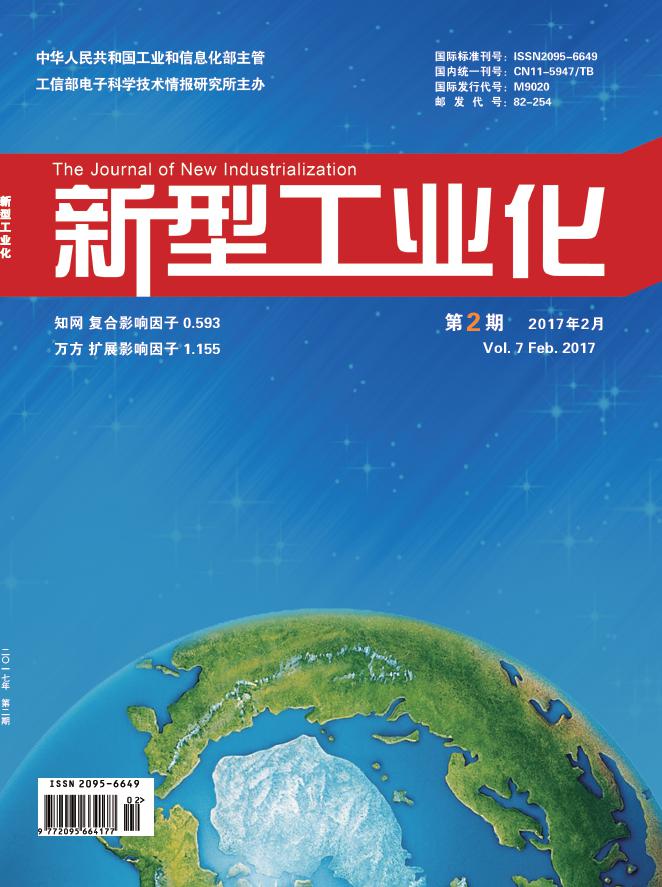 中华人民共和国工业和信息化部主管
工信部电子科学技术情报研究所主办
国际标准刊号：ISSN2095-6649
国内统一刊号：CN11-5947/TB
国际发行代号：M9020
邮发代号：82-254
The Journal of New Industrialization
新型工业化
新型工业化
知网 复合影响因子 0.593
万方 扩展影响因子 1.155
第2期 2017年2月
Vol. 7 Feb. 2017
二〇一七年 第二期
ISSN 2095-6649
02>
9 772095 664177